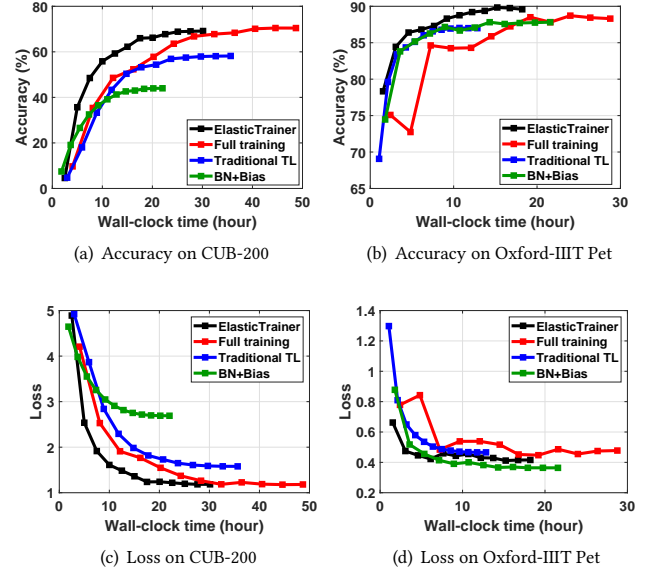 80
60
40
20
0
Accuracy (%)
ElasticTrainer
Full training
Traditional TL
BN+Bias
0 10 20 30 40 50
Wall-clock time (hour)
(a) Accuracy on CUB-200
90
85
80
75
70
65
Accuracy (%)
ElasticTrainer
Full training
Traditional TL
BN+Bias
0 10 20 30
Wall-clock time (hour)
(b) Accuracy on Oxford-IIIT Pet
5
4
3
2
1
Loss
ElasticTrainer
Full training
Traditional TL
BN+Bias
0 10 20 30 40 50
Wall-clock time (hour)
(c) Loss on CUB-200
1.4
1.2
1
0.8
0.6
0.4
0.2
Loss
ElasticTrainer
Full training
Traditional TL
BN+Bias
0 10 20 30
Wall-clock time (hour)
(d) Loss on Oxford-IIIT Pet